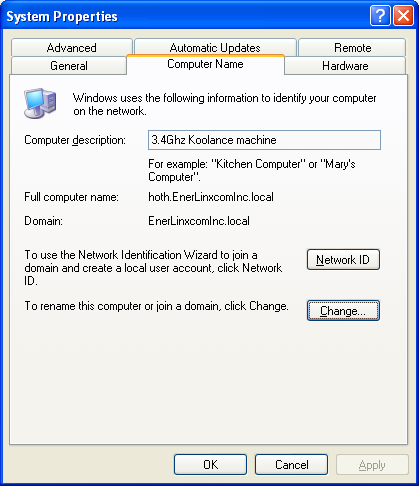 System Properties
Advanced Automatic Updates Remote
General Computer Name Hardware
Windows uses the following information to identify your computer
on the network.
Computer description: 3.4Ghz Koolance machine
For example: "Kitchen Computer" or "Mary's
Computer".
Full computer name: hoth.EnerLinxcomInc.local
Domain: EnerLinxcomInc.local
To use the Network Identification Wizard to join a
domain and create a local user account, click Network
ID.
Network ID
To rename this computer or join a domain, click Change.
Change...
OK Cancel Apply